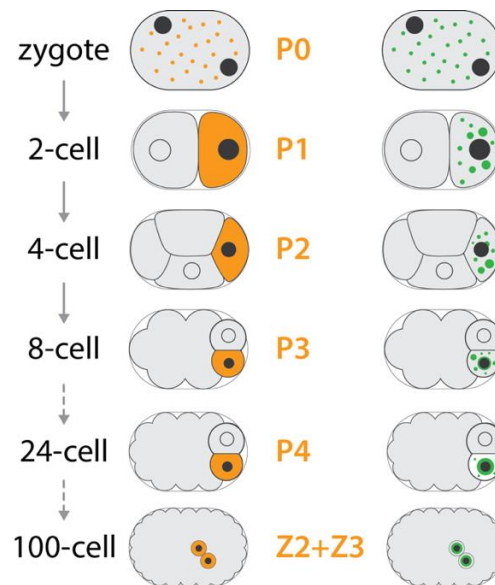 zygote P0
2-cell P1
4-cell P2
8-cell P3
24-cell P4
100-cell Z2+Z3